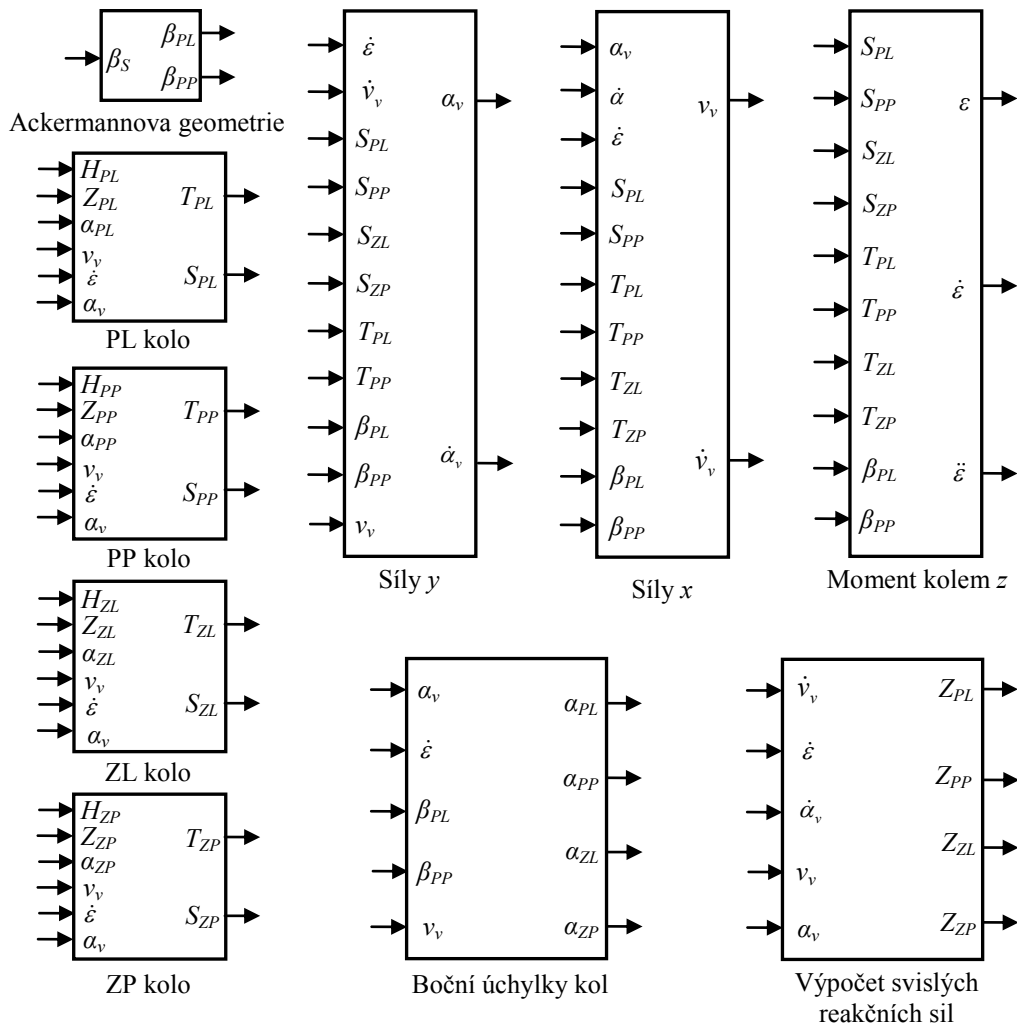 β_S
β_PL
β_PP
Ackermannova geometrie
H_PL
Z_PL
α_PL
v_v
ε̇
α_v
T_PL
S_PL
PL kolo
H_PP
Z_PP
α_PP
v_v
ε̇
α_v
T_PP
S_PP
PP kolo
H_ZL
Z_ZL
α_ZL
v_v
ε̇
α_v
T_ZL
S_ZL
ZL kolo
H_ZP
Z_ZP
α_ZP
v_v
ε̇
α_v
T_ZP
S_ZP
ZP kolo
ε̇
v̇_v
S_PL
S_PP
S_ZL
S_ZP
T_PL
T_PP
β_PL
β_PP
v_v
α_v
α̇_v
Síly y
α_v
α̇
ε̇
S_PL
S_PP
T_PL
T_PP
T_ZL
T_ZP
β_PL
β_PP
v_v
v̇_v
Síly x
S_PL
S_PP
S_ZL
S_ZP
T_PL
T_PP
T_ZL
T_ZP
β_PL
β_PP
ε
ε̇
ε̈
Moment kolem z
α_v
ε̇
β_PL
β_PP
v_v
α_PL
α_PP
α_ZL
α_ZP
Boční úchylky kol
v̇_v
ε̇
α̇_v
v_v
α_v
Z_PL
Z_PP
Z_ZL
Z_ZP
Výpočet svislých
reakčních sil